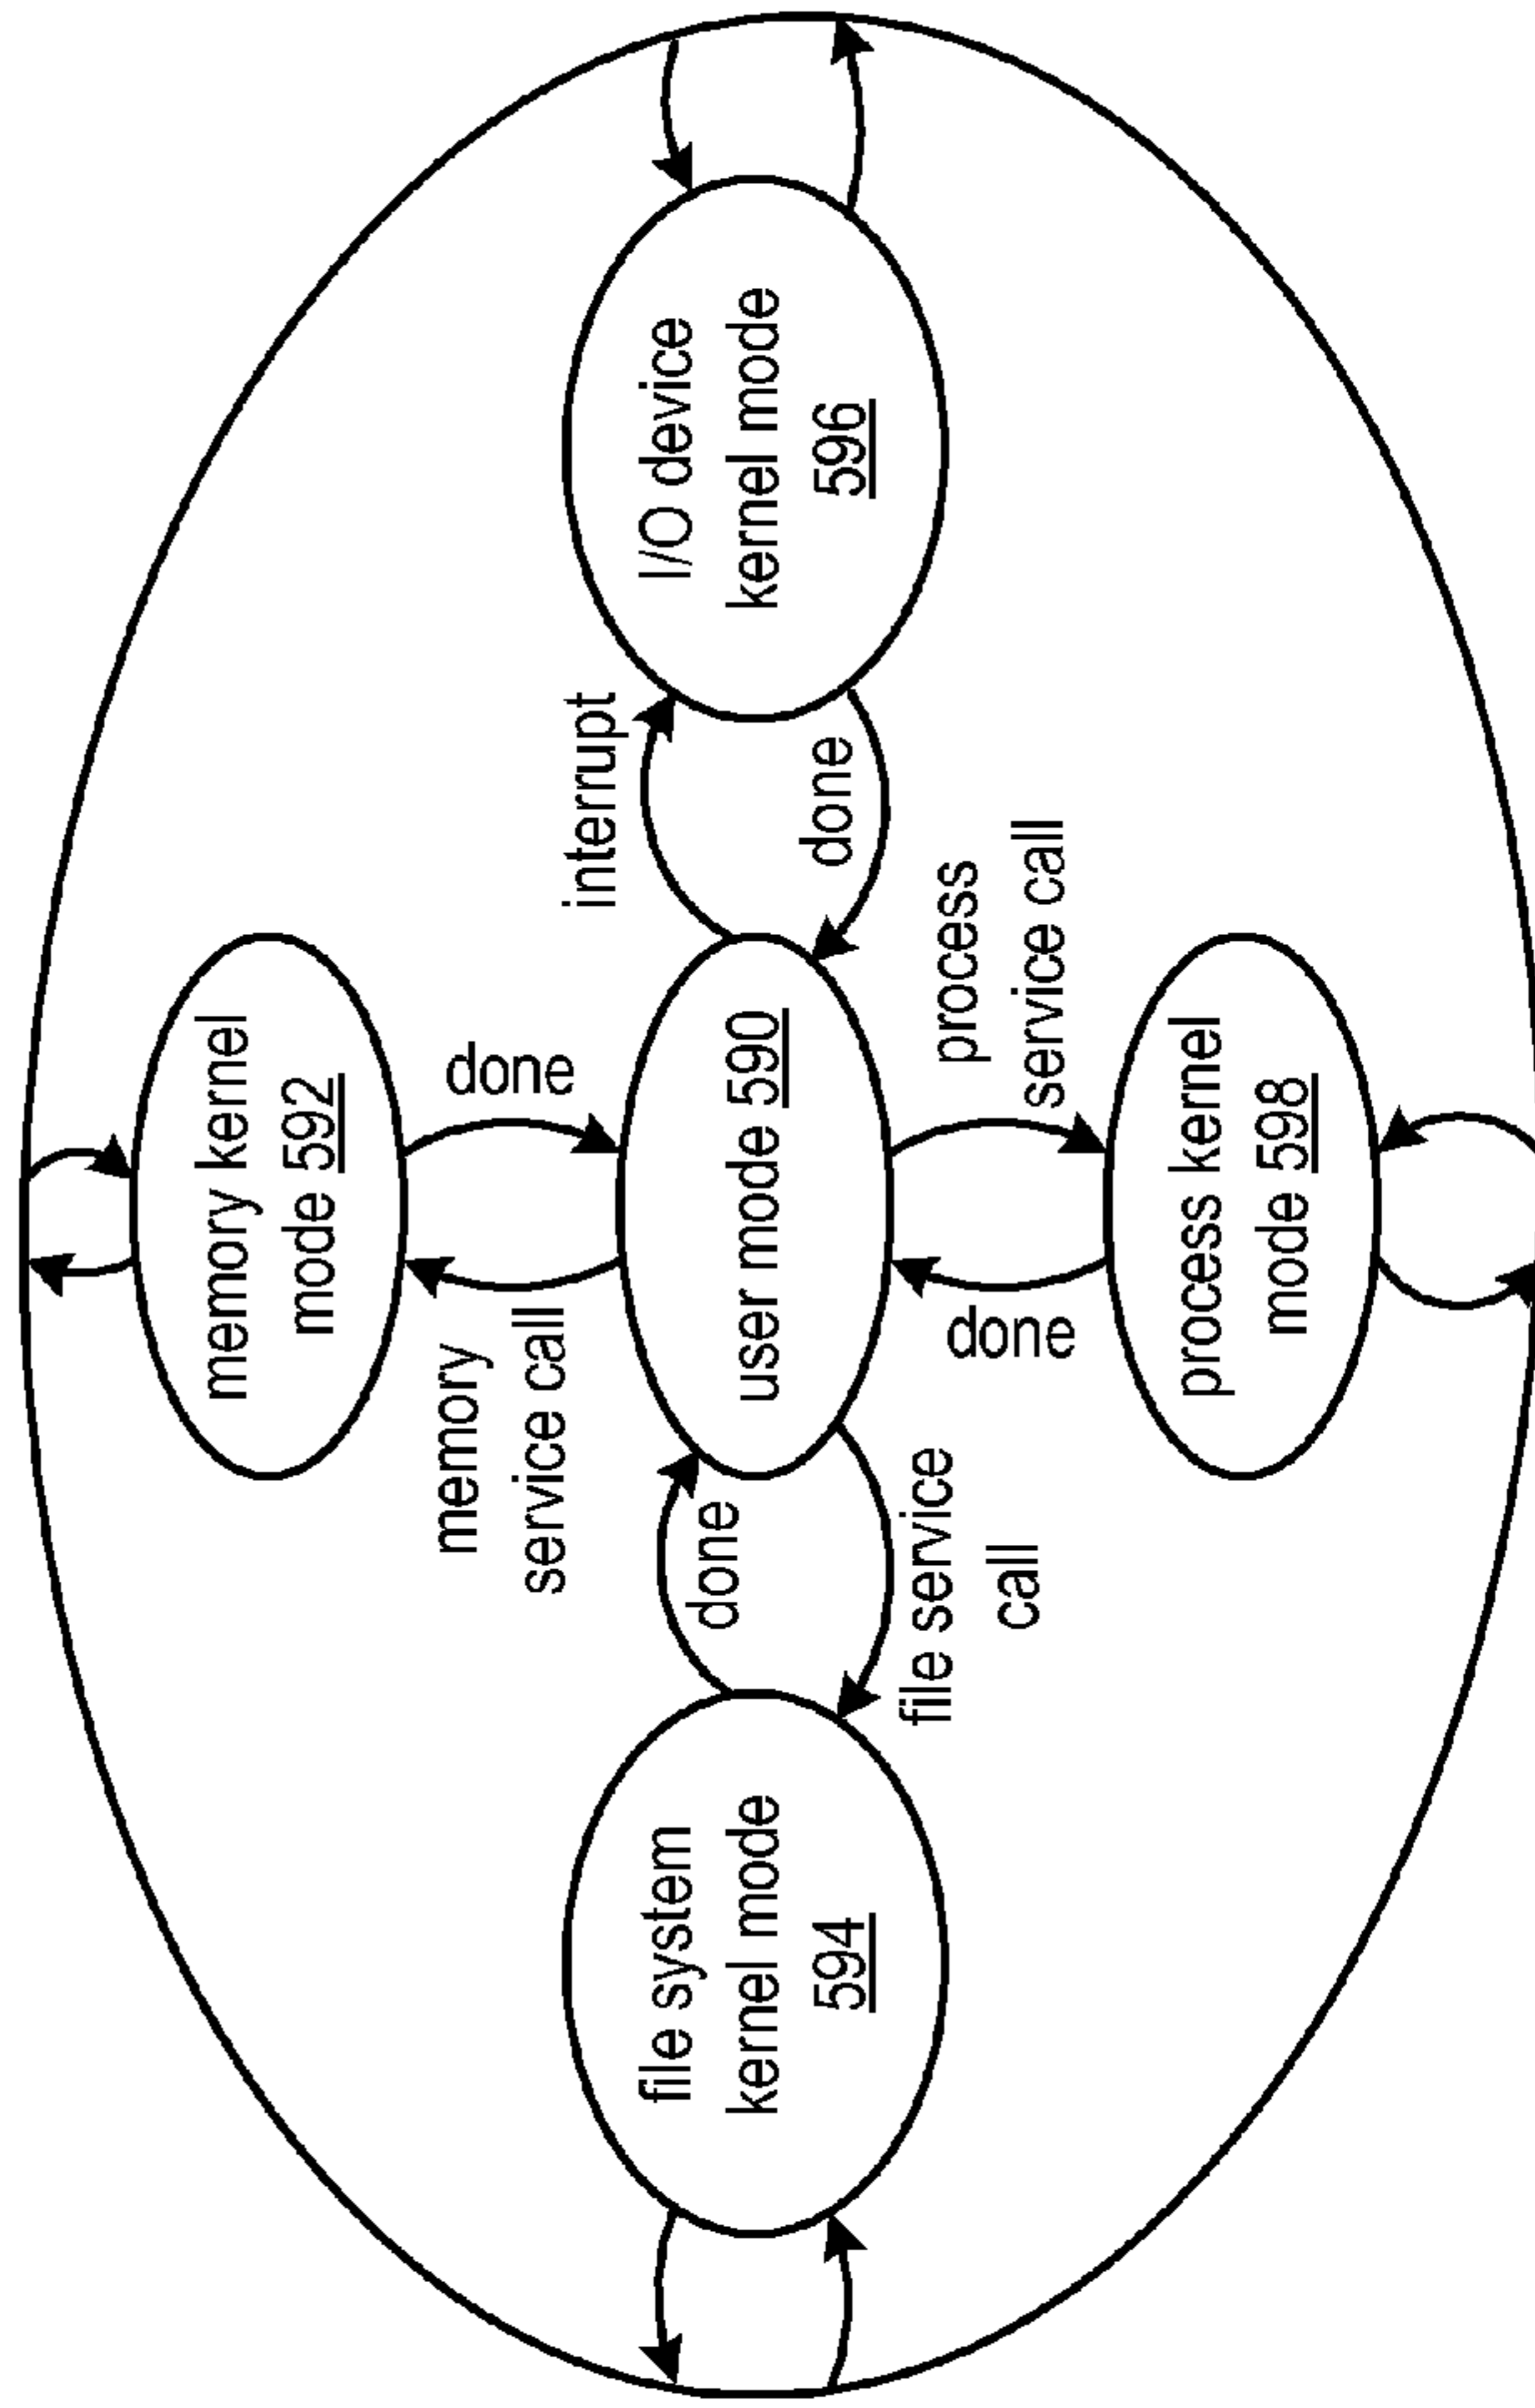 memory kernel
mode 592
memory
service call
done
file system
kernel mode
594
done
file service
call
user mode 590
interrupt
done
I/O device
kernel mode
596
done
process
service call
process kernel
mode 598